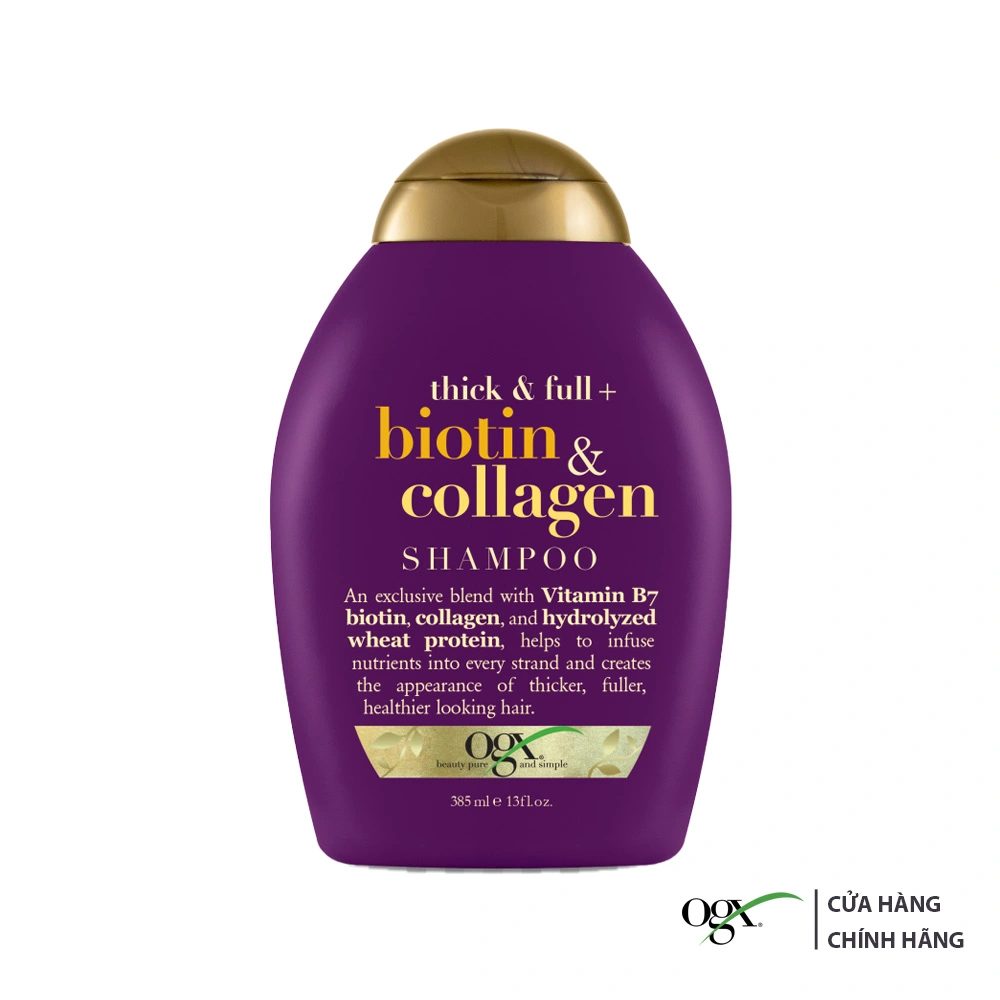 thick & full +
biotin &
collagen
SHAMPOO
An exclusive blend with Vitamin B7
biotin, collagen, and hydrolyzed
wheat protein, helps to infuse
nutrients into every strand and creates
the appearance of thicker, fuller,
healthier looking hair.
ogx®
beauty pure and simple
385 ml e 13fl.oz.
ogx®
CỬA HÀNG
CHÍNH HÃNG